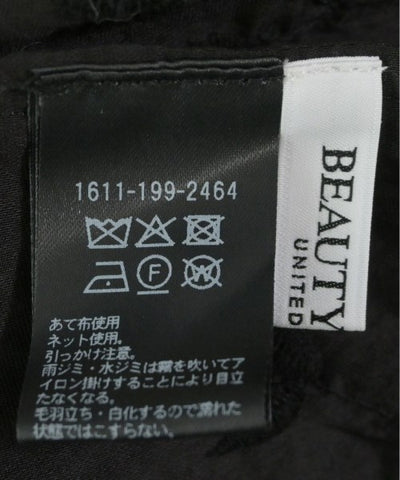 1611-199-2464
F
W
あて布使用
ネット使用。
引っかけ注意。
雨ジミ・水ジミは霧を吹いてア
イロン掛けすることにより目立
たなくなる。
毛羽立ち・白化するので濡れた
状態ではこすらない。
BEAUTY
UNITED